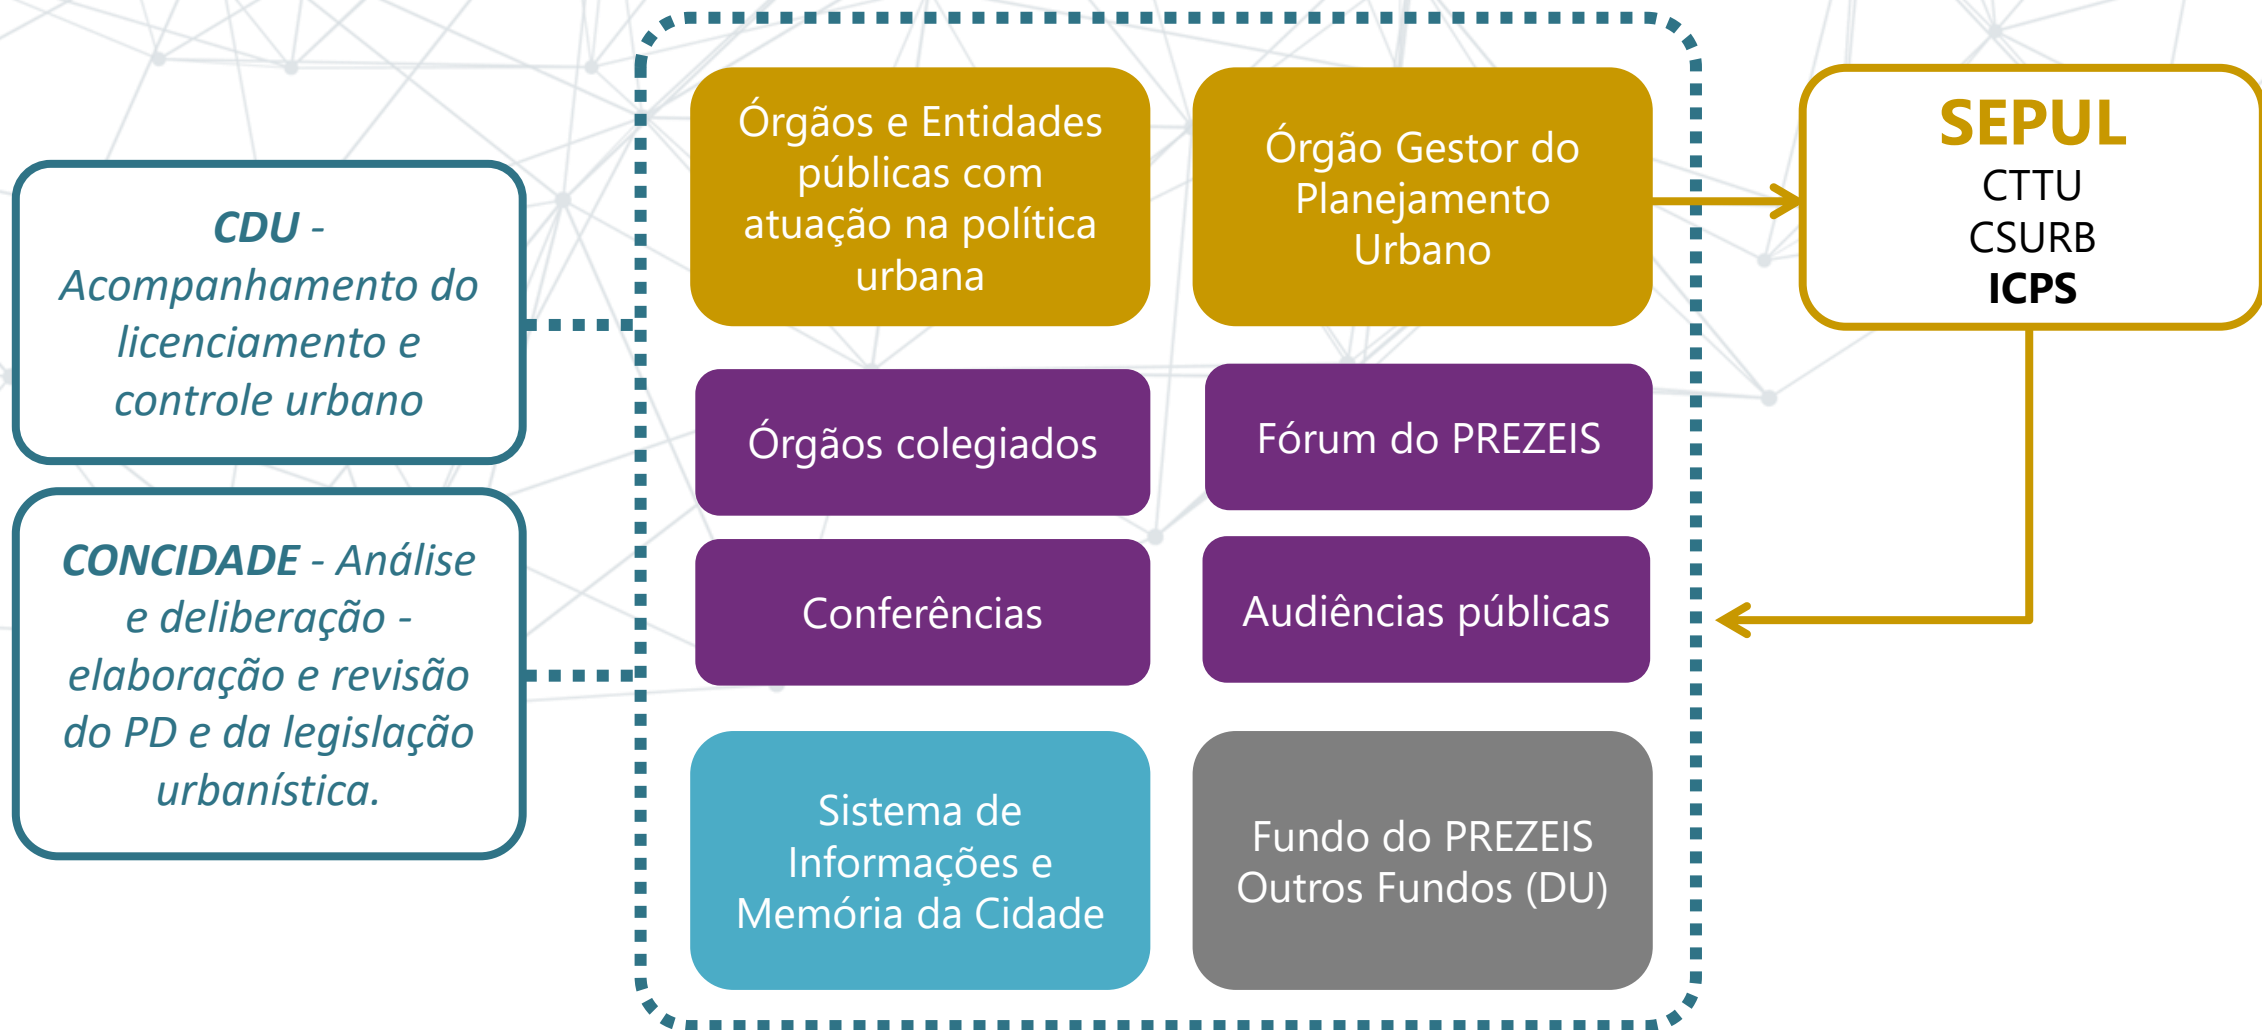 CDU -
Acompanhamento do
licenciamento e
controle urbano
CONCIDADE - Análise
e deliberação -
elaboração e revisão
do PD e da legislação
urbanística.
Órgãos e Entidades
públicas com
atuação na política
urbana
Órgão Gestor do
Planejamento
Urbano
Órgãos colegiados
Fórum do PREZEIS
Conferências
Audiências públicas
Sistema de
Informações e
Memória da Cidade
Fundo do PREZEIS
Outros Fundos (DU)
SEPUL
CTTU
CSURB
ICPS